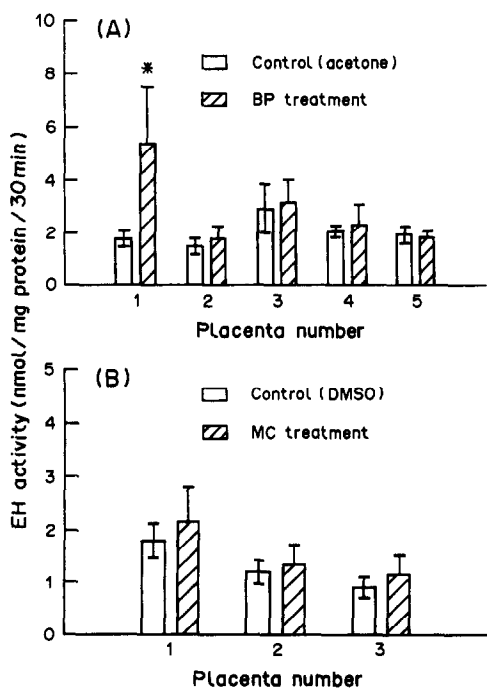 EH activity (nmol/mg protein/30min)
(A)
Control (acetone)
BP treatment
10
8
6
4
2
0
*
1 2 3 4 5
Placenta number
(B)
Control (DMSO)
MC treatment
5
4
3
2
1
0
1 2 3
Placenta number